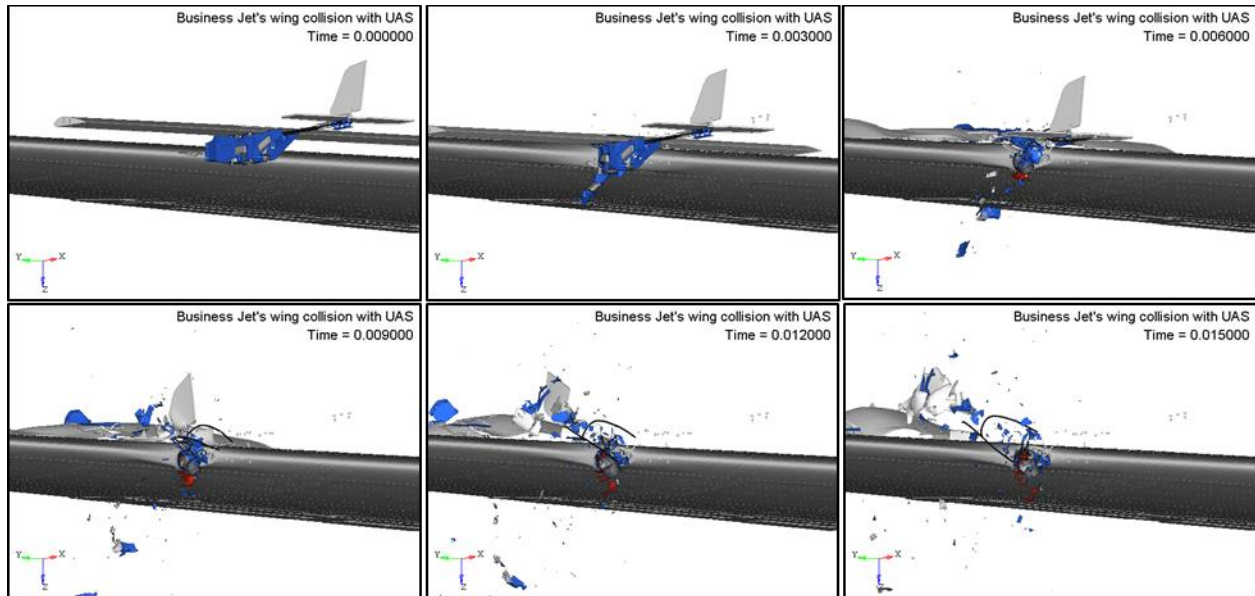 Business Jet's wing collision with UAS
Time = 0.000000
Y
X
Z
Business Jet's wing collision with UAS
Time = 0.003000
Y
X
Z
Business Jet's wing collision with UAS
Time = 0.006000
Y
X
Z
Business Jet's wing collision with UAS
Time = 0.009000
Y
X
Z
Business Jet's wing collision with UAS
Time = 0.012000
Y
X
Z
Business Jet's wing collision with UAS
Time = 0.015000
Y
X
Z